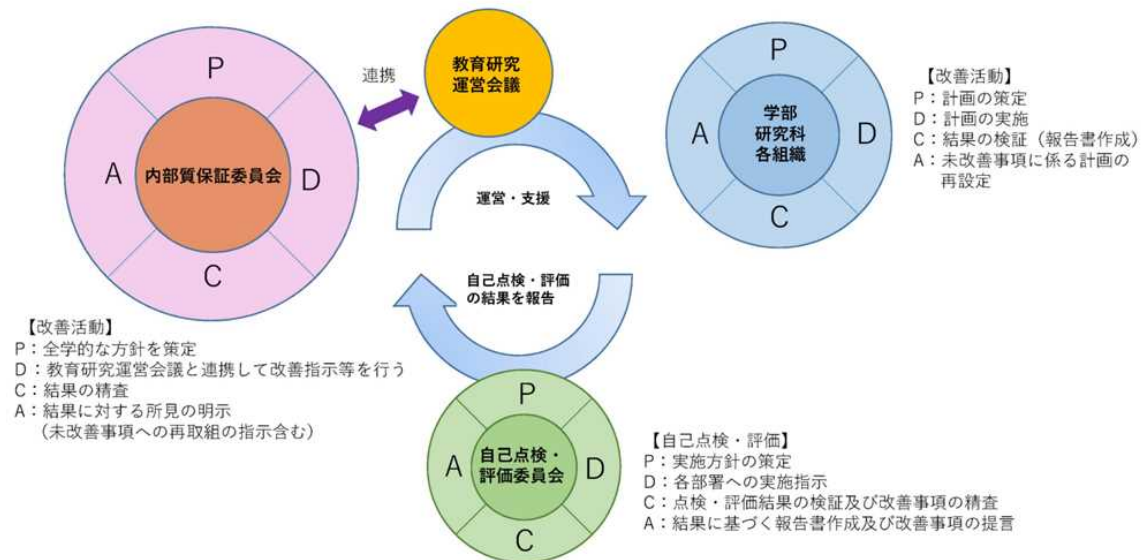 P
D
C
A
内部質保証委員会
連携
教育研究
運営会議
運営・支援
自己点検・評価
の結果を報告
P
D
C
A
学部
研究科
各組織
【改善活動】
P：計画の策定
D：計画の実施
C：結果の検証（報告書作成）
A：未改善事項に係る計画の
再設定
【改善活動】
P：全学的な方針を策定
D：教育研究運営会議と連携して改善指示等を行う
C：結果の精査
A：結果に対する所見の明示
（未改善事項への再取組の指示含む）
P
D
C
A
自己点検・
評価委員会
【自己点検・評価】
P：実施方針の策定
D：各部署への実施指示
C：点検・評価結果の検証及び改善事項の精査
A：結果に基づく報告書作成及び改善事項の提言